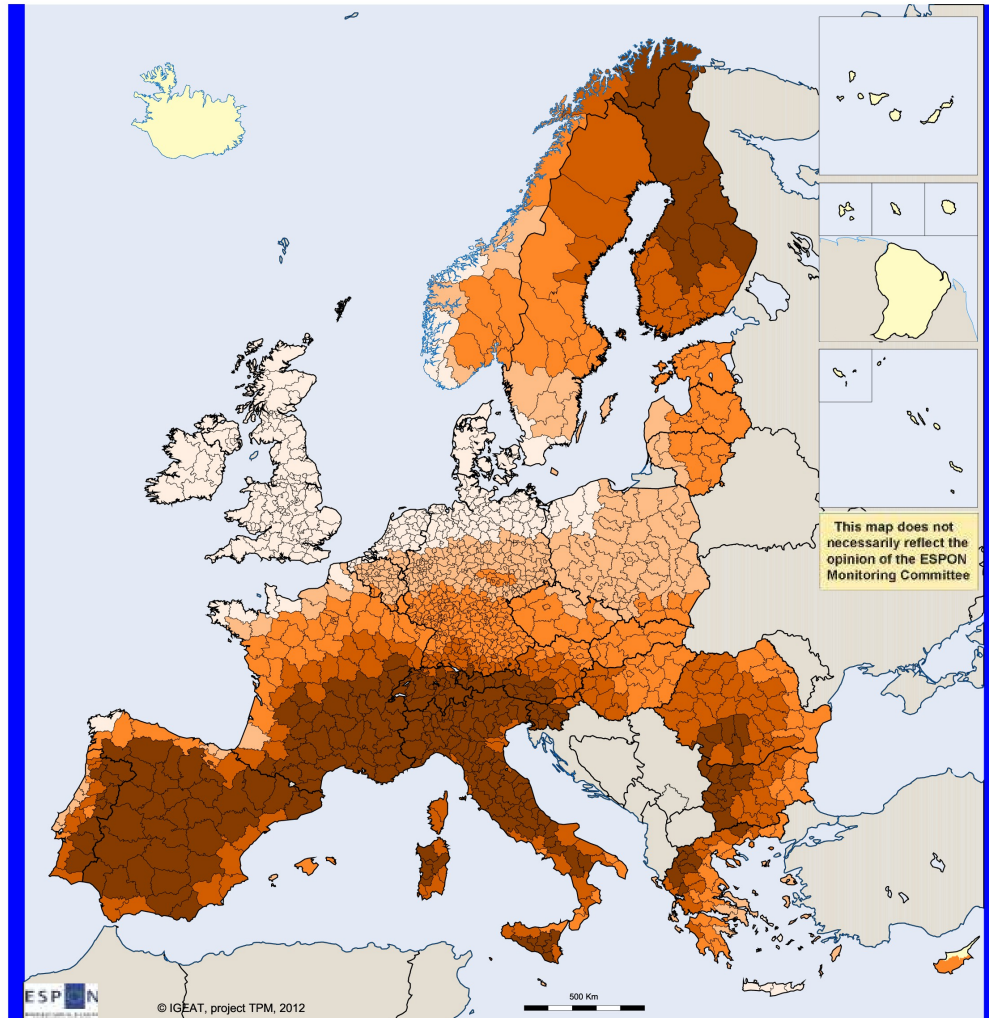 This map does not
necessarily reflect the
opinion of the ESPON
Monitoring Committee
ESPON
© IGEAT, project TPM, 2012
500 Km